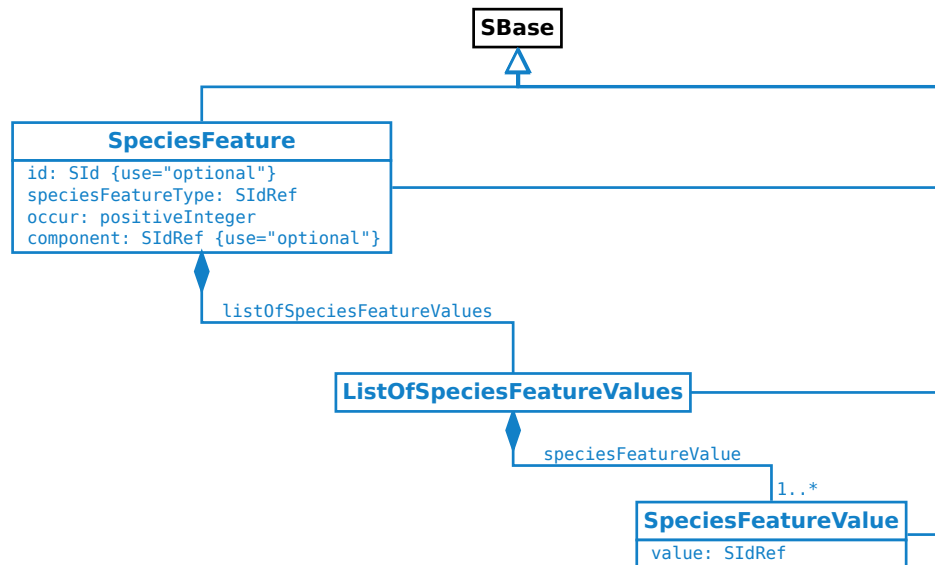 SBase
SpeciesFeature
id: SId {use="optional"}
speciesFeatureType: SIdRef
occur: positiveInteger
component: SIdRef {use="optional"}
listOfSpeciesFeatureValues
ListOfSpeciesFeatureValues
speciesFeatureValue
1..*
SpeciesFeatureValue
value: SIdRef